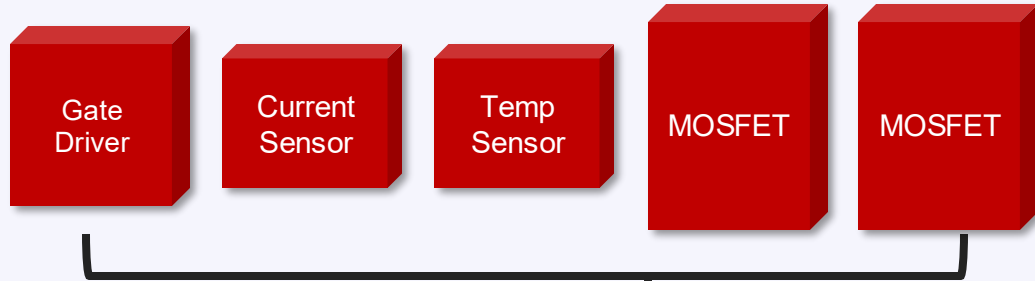 Gate
Driver
Current
Sensor
Temp
Sensor
MOSFET
MOSFET